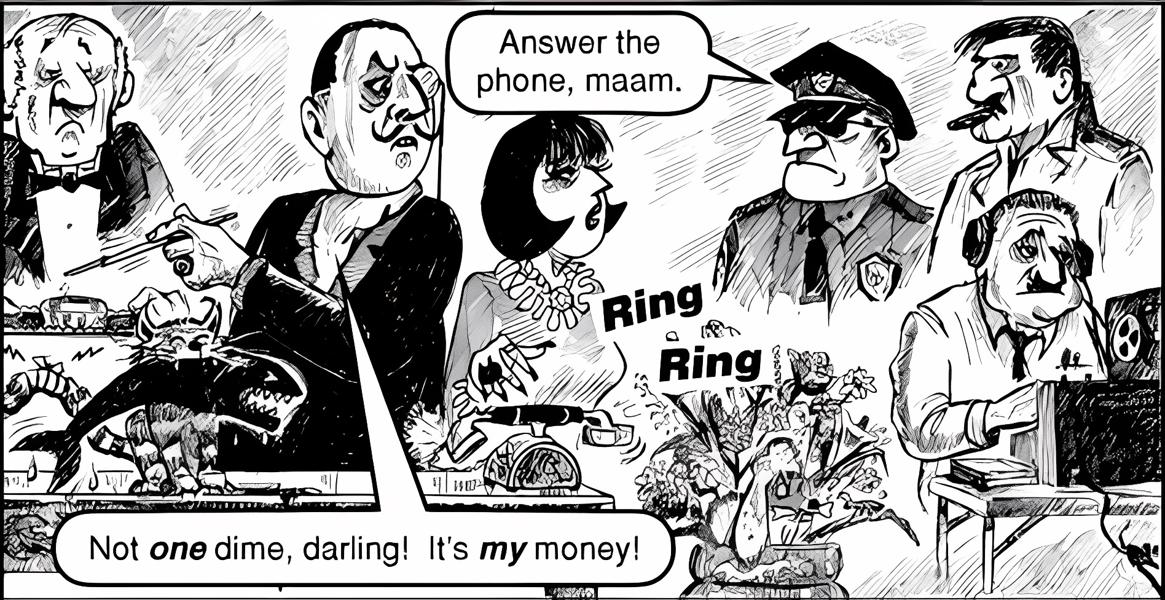 Answer the
phone, maam.
Ring
Ring
Not one dime, darling! It's my money!